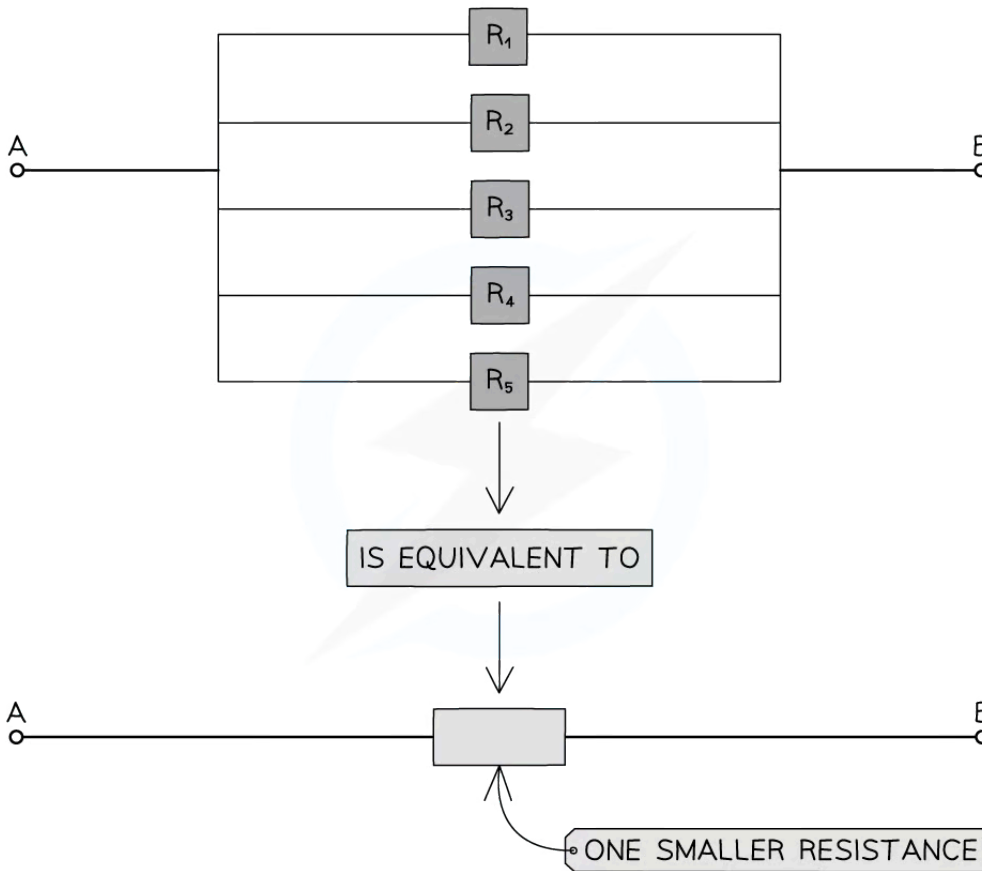 R₁
R₂
A
R₃
R₄
R₅
IS EQUIVALENT TO
A
ONE SMALLER RESISTANCE